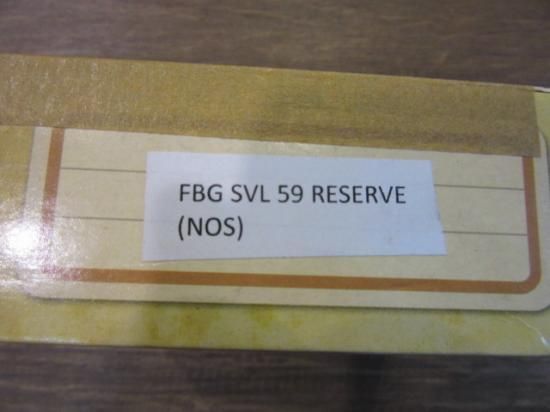 FBG SVL 59 RESERVE
(NOS)